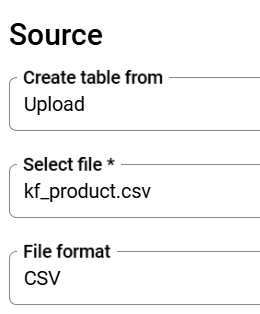 Source
Create table from
Upload
Select file *
kf_product.csv
File format
CSV